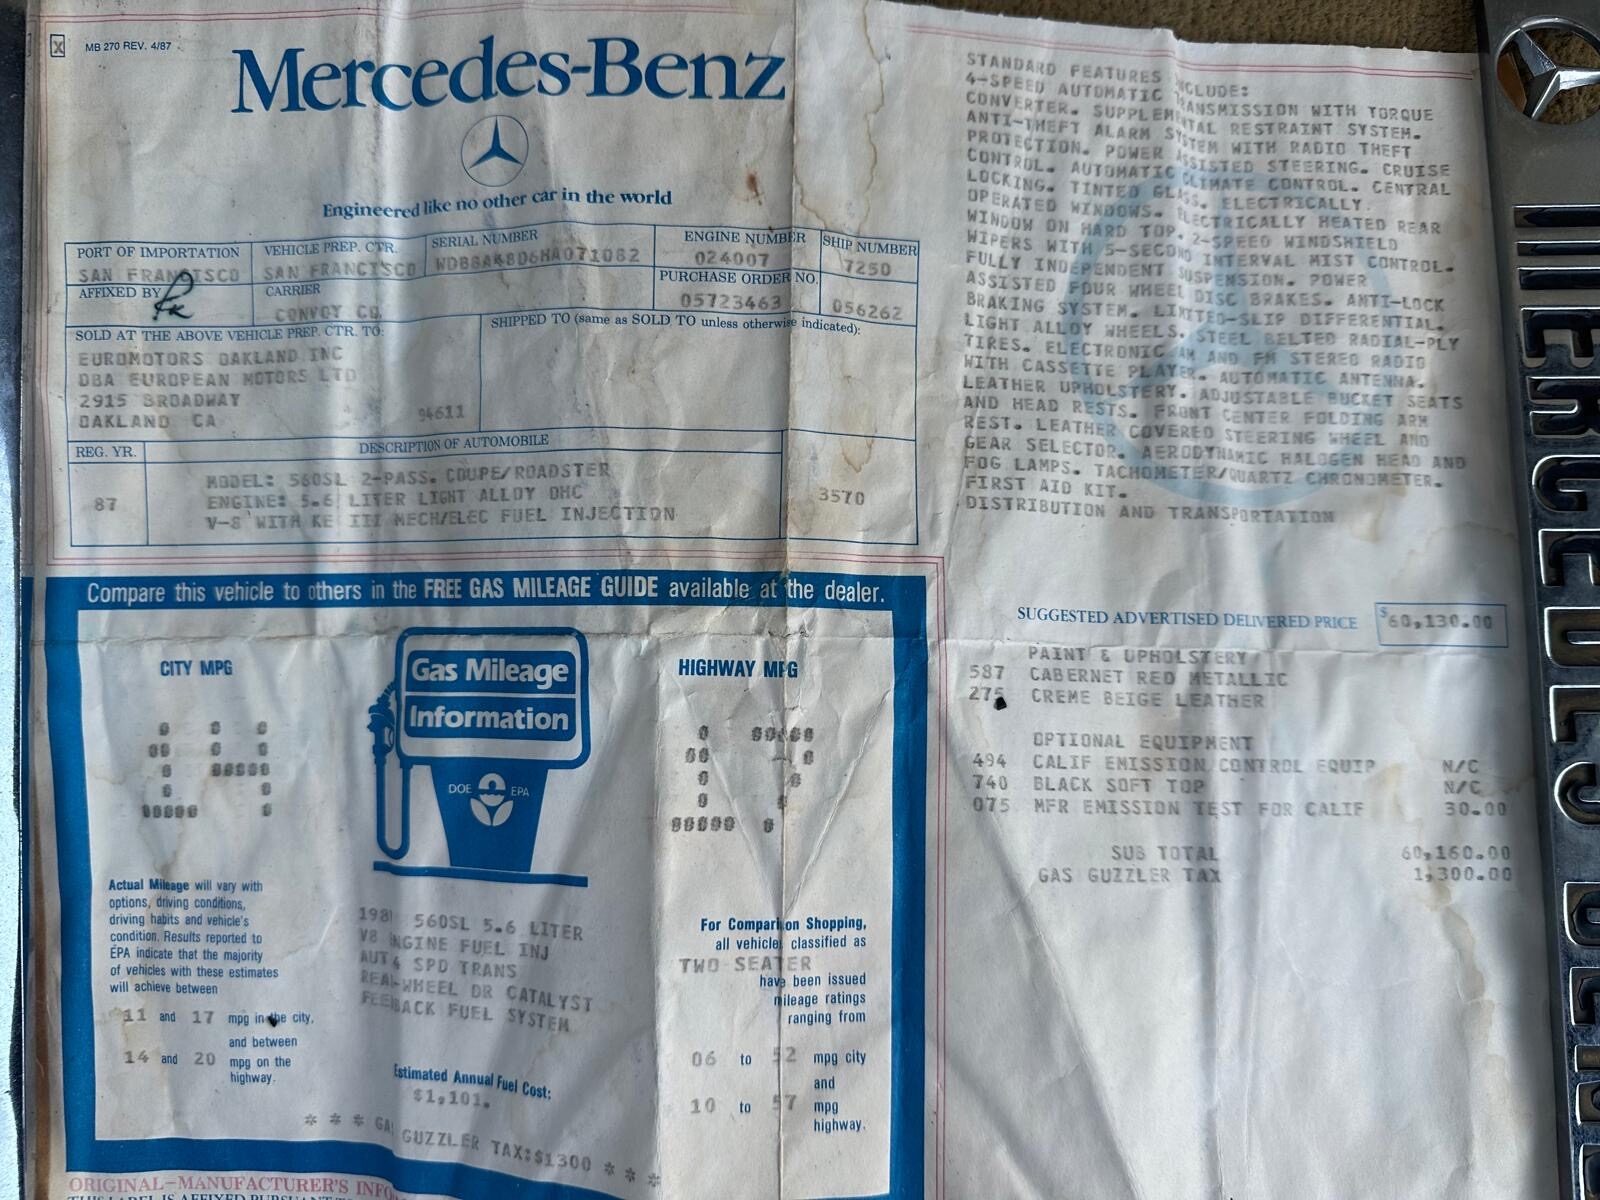 X MB 270 REV. 4/87
Mercedes-Benz
Engineered like no other car in the world
PORT OF IMPORTATION
SAN FRANCISCO
VEHICLE PREP. CTR.
SAN FRANCISCO
SERIAL NUMBER
WDBBA48D6HA071082
ENGINE NUMBER
024007
SHIP NUMBER
7250
AFFIXED BY
CARRIER
CONVOY CO.
PURCHASE ORDER NO.
05723463
056262
SOLD AT THE ABOVE VEHICLE PREP. CTR. TO:
EUROMOTORS OAKLAND INC
DBA EUROPEAN MOTORS LTD
2915 BROADWAY
OAKLAND CA 94611
SHIPPED TO (same as SOLD TO unless otherwise indicated):
REG. YR.
87
DESCRIPTION OF AUTOMOBILE
MODEL: 560SL 2-PASS. COUPE/ROADSTER
ENGINE: 5.6 LITER LIGHT ALLOY OHC
V-8 WITH KE III MECH/ELEC FUEL INJECTION
3570
Compare this vehicle to others in the FREE GAS MILEAGE GUIDE available at the dealer.
CITY MPG
14
Gas Mileage
Information
DOE EPA
HIGHWAY MPG
17
Actual Mileage will vary with
options, driving conditions,
driving habits and vehicle's
condition. Results reported to
EPA indicate that the majority
of vehicles with these estimates
will achieve between
11 and 17 mpg in the city,
and between
14 and 20 mpg on the
highway.
198 560SL 5.6 LITER
V8 ENGINE FUEL INJ
AUT4 SPD TRANS
REAR-WHEEL DR CATALYST
FEEDBACK FUEL SYSTEM
Estimated Annual Fuel Cost:
$1,101.
* * * GAS GUZZLER TAX:$1300 * * *
For Comparison Shopping,
all vehicles classified as
TWO SEATER
have been issued
mileage ratings
ranging from
06 to 52 mpg city
and
10 to 57 mpg
highway.
ORIGINAL—MANUFACTURER'S INFO
THIS LABEL IS AFFIXED PURSUANT
STANDARD FEATURES INCLUDE:
4-SPEED AUTOMATIC TRANSMISSION WITH TORQUE
CONVERTER. SUPPLEMENTAL RESTRAINT SYSTEM.
ANTI-THEFT ALARM SYSTEM WITH RADIO THEFT
PROTECTION. POWER ASSISTED STEERING. CRUISE
CONTROL. AUTOMATIC CLIMATE CONTROL. CENTRAL
LOCKING. TINTED GLASS. ELECTRICALLY
OPERATED WINDOWS. ELECTRICALLY HEATED REAR
WINDOW ON HARD TOP. 2-SPEED WINDSHIELD
WIPERS WITH 5-SECOND INTERVAL MIST CONTROL.
FULLY INDEPENDENT SUSPENSION. POWER
ASSISTED FOUR WHEEL DISC BRAKES. ANTI-LOCK
BRAKING SYSTEM. LIMITED-SLIP DIFFERENTIAL.
LIGHT ALLOY WHEELS. STEEL BELTED RADIAL-PLY
TIRES. ELECTRONIC AM AND FM STEREO RADIO
WITH CASSETTE PLAYER. AUTOMATIC ANTENNA.
LEATHER UPHOLSTERY. ADJUSTABLE BUCKET SEATS
AND HEAD RESTS. FRONT CENTER FOLDING ARM
REST. LEATHER COVERED STEERING WHEEL AND
GEAR SELECTOR. AERODYNAMIC HALOGEN HEAD AND
FOG LAMPS. TACHOMETER/QUARTZ CHRONOMETER.
FIRST AID KIT.
DISTRIBUTION AND TRANSPORTATION
SUGGESTED ADVERTISED DELIVERED PRICE $60,130.00
PAINT & UPHOLSTERY
587 CABERNET RED METALLIC
275 CREME BEIGE LEATHER
OPTIONAL EQUIPMENT
494 CALIF EMISSION CONTROL EQUIP N/C
740 BLACK SOFT TOP N/C
075 MFR EMISSION TEST FOR CALIF 30.00
SUB TOTAL 60,160.00
GAS GUZZLER TAX 1,300.00
MERCEDES BENZ